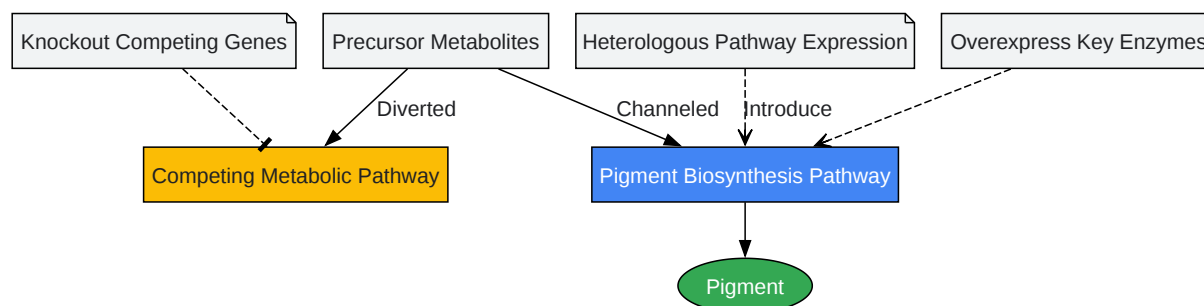 Knockout Competing Genes
Precursor Metabolites
Heterologous Pathway Expression
Overexpress Key Enzymes
Diverted
Channeled
Introduce
Competing Metabolic Pathway
Pigment Biosynthesis Pathway
Pigment